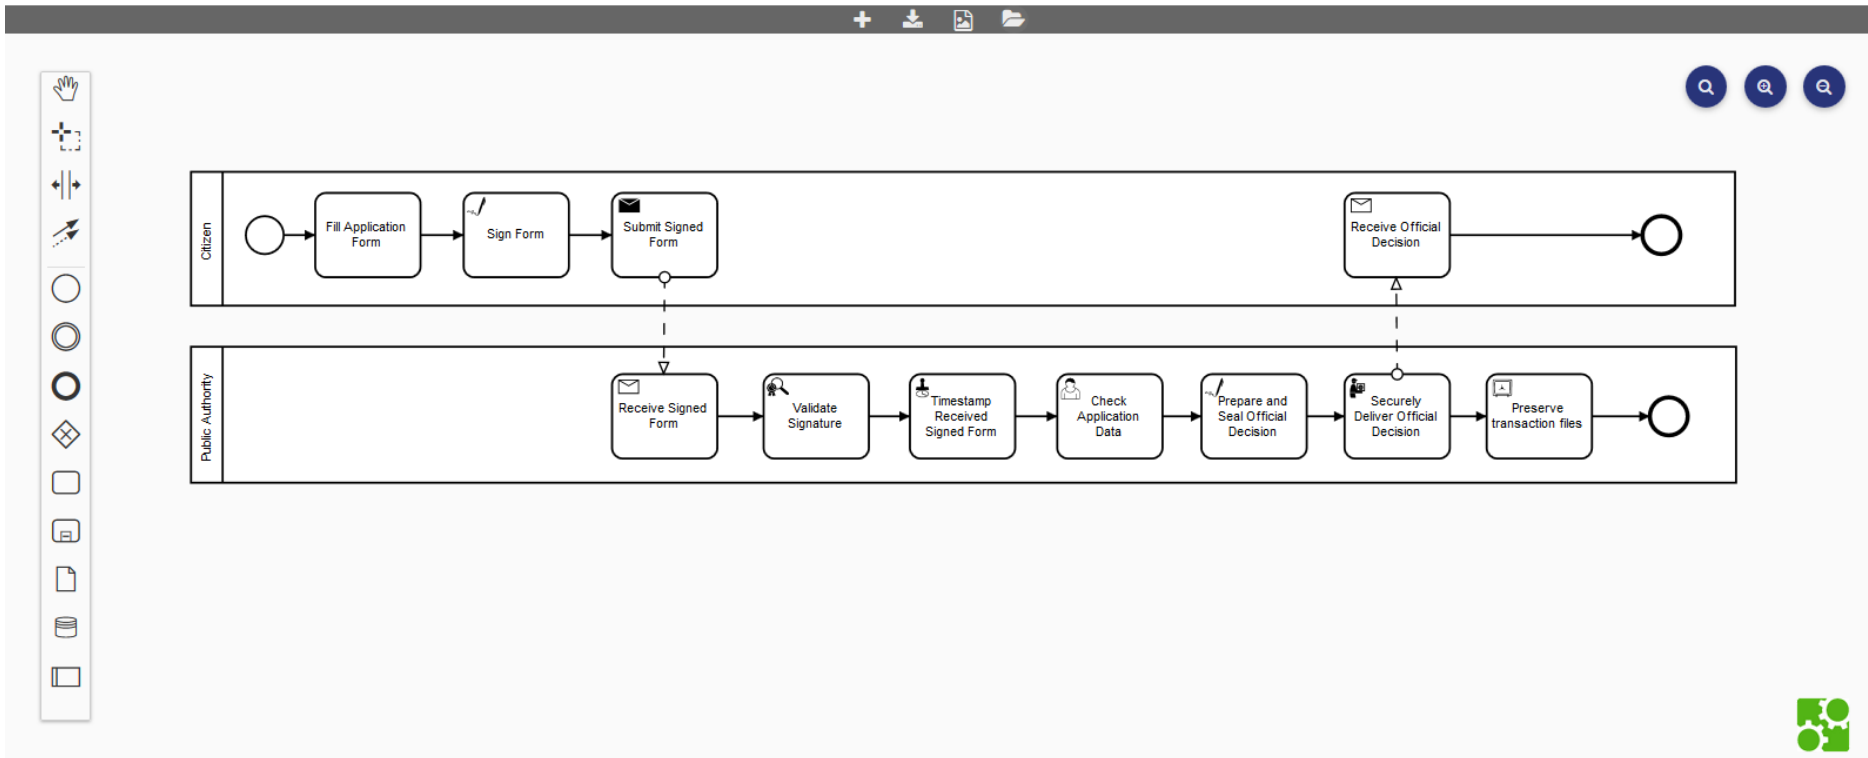 Citizen
Fill Application
Form
Sign Form
Submit Signed
Form
Receive Official
Decision
Public Authority
Receive Signed
Form
Validate
Signature
Timestamp
Received
Signed Form
Check
Application
Data
Prepare and
Seal Official
Decision
Securely
Deliver Official
Decision
Preserve
transaction files